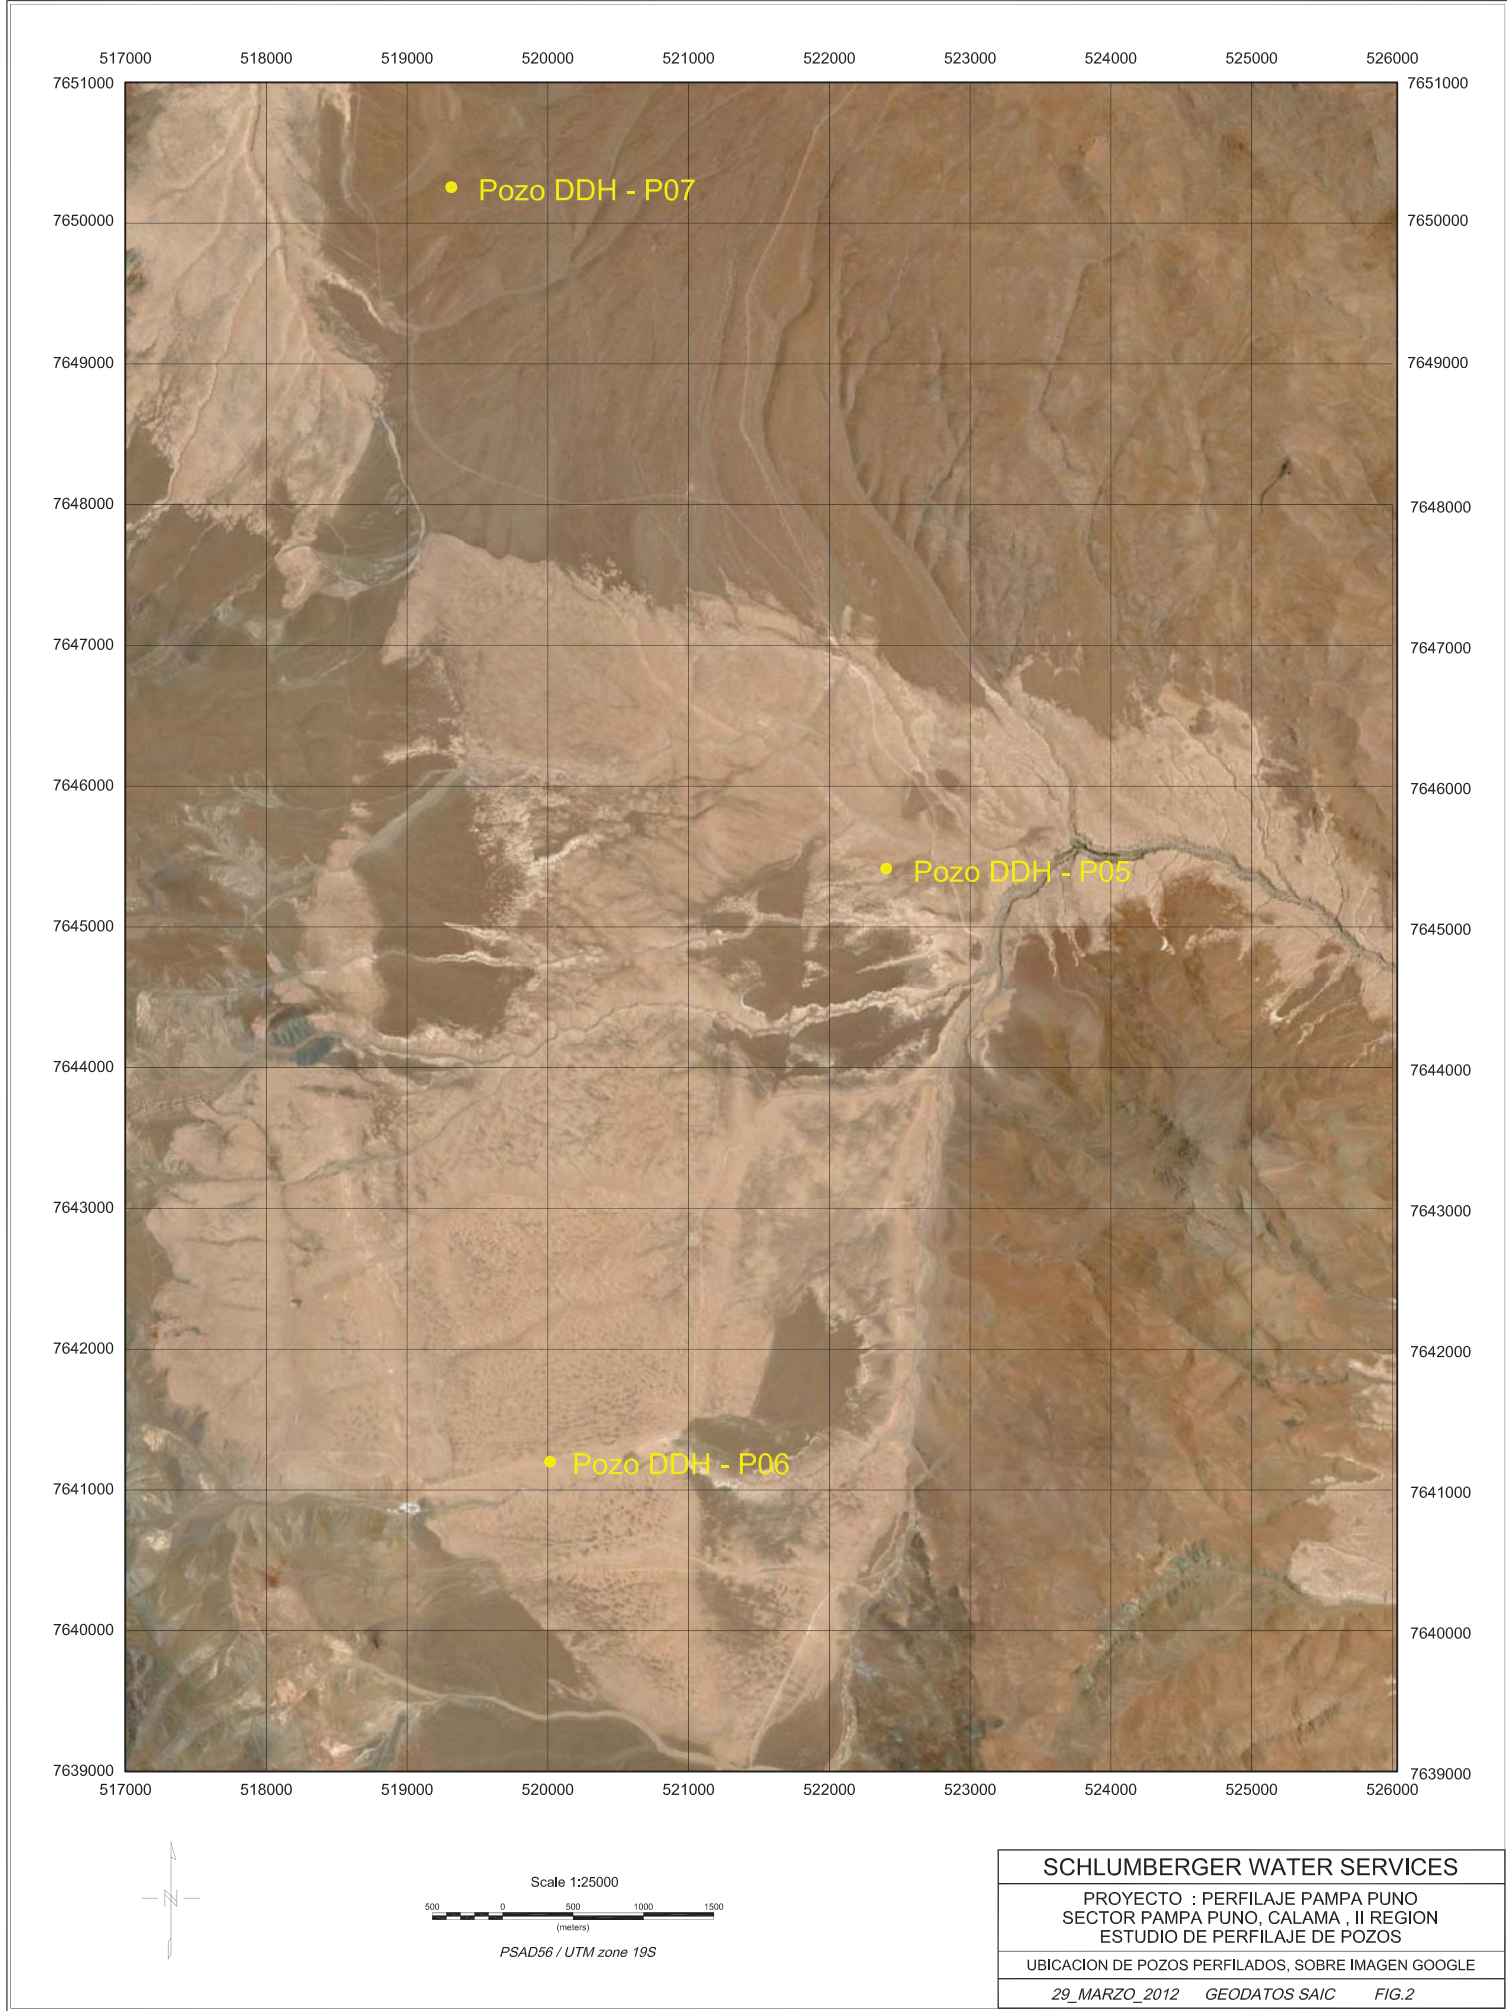 517000 518000 519000 520000 521000 522000 523000 524000 525000 526000
7651000 7651000
Pozo DDH - P07
7650000 7650000
7649000 7649000
7648000 7648000
7647000 7647000
7646000 7646000
Pozo DDH - P05
7645000 7645000
7644000 7644000
7643000 7643000
7642000 7642000
Pozo DDH - P06
7641000 7641000
7640000 7640000
7639000 7639000
517000 518000 519000 520000 521000 522000 523000 524000 525000 526000
N
Scale 1:25000
500 0 500 1000 1500
(meters)
PSAD56 / UTM zone 19S
SCHLUMBERGER WATER SERVICES
PROYECTO : PERFILAJE PAMPA PUNO
SECTOR PAMPA PUNO, CALAMA , II REGION
ESTUDIO DE PERFILAJE DE POZOS
UBICACION DE POZOS PERFILADOS, SOBRE IMAGEN GOOGLE
29_MARZO_2012 GEODATOS SAIC FIG.2